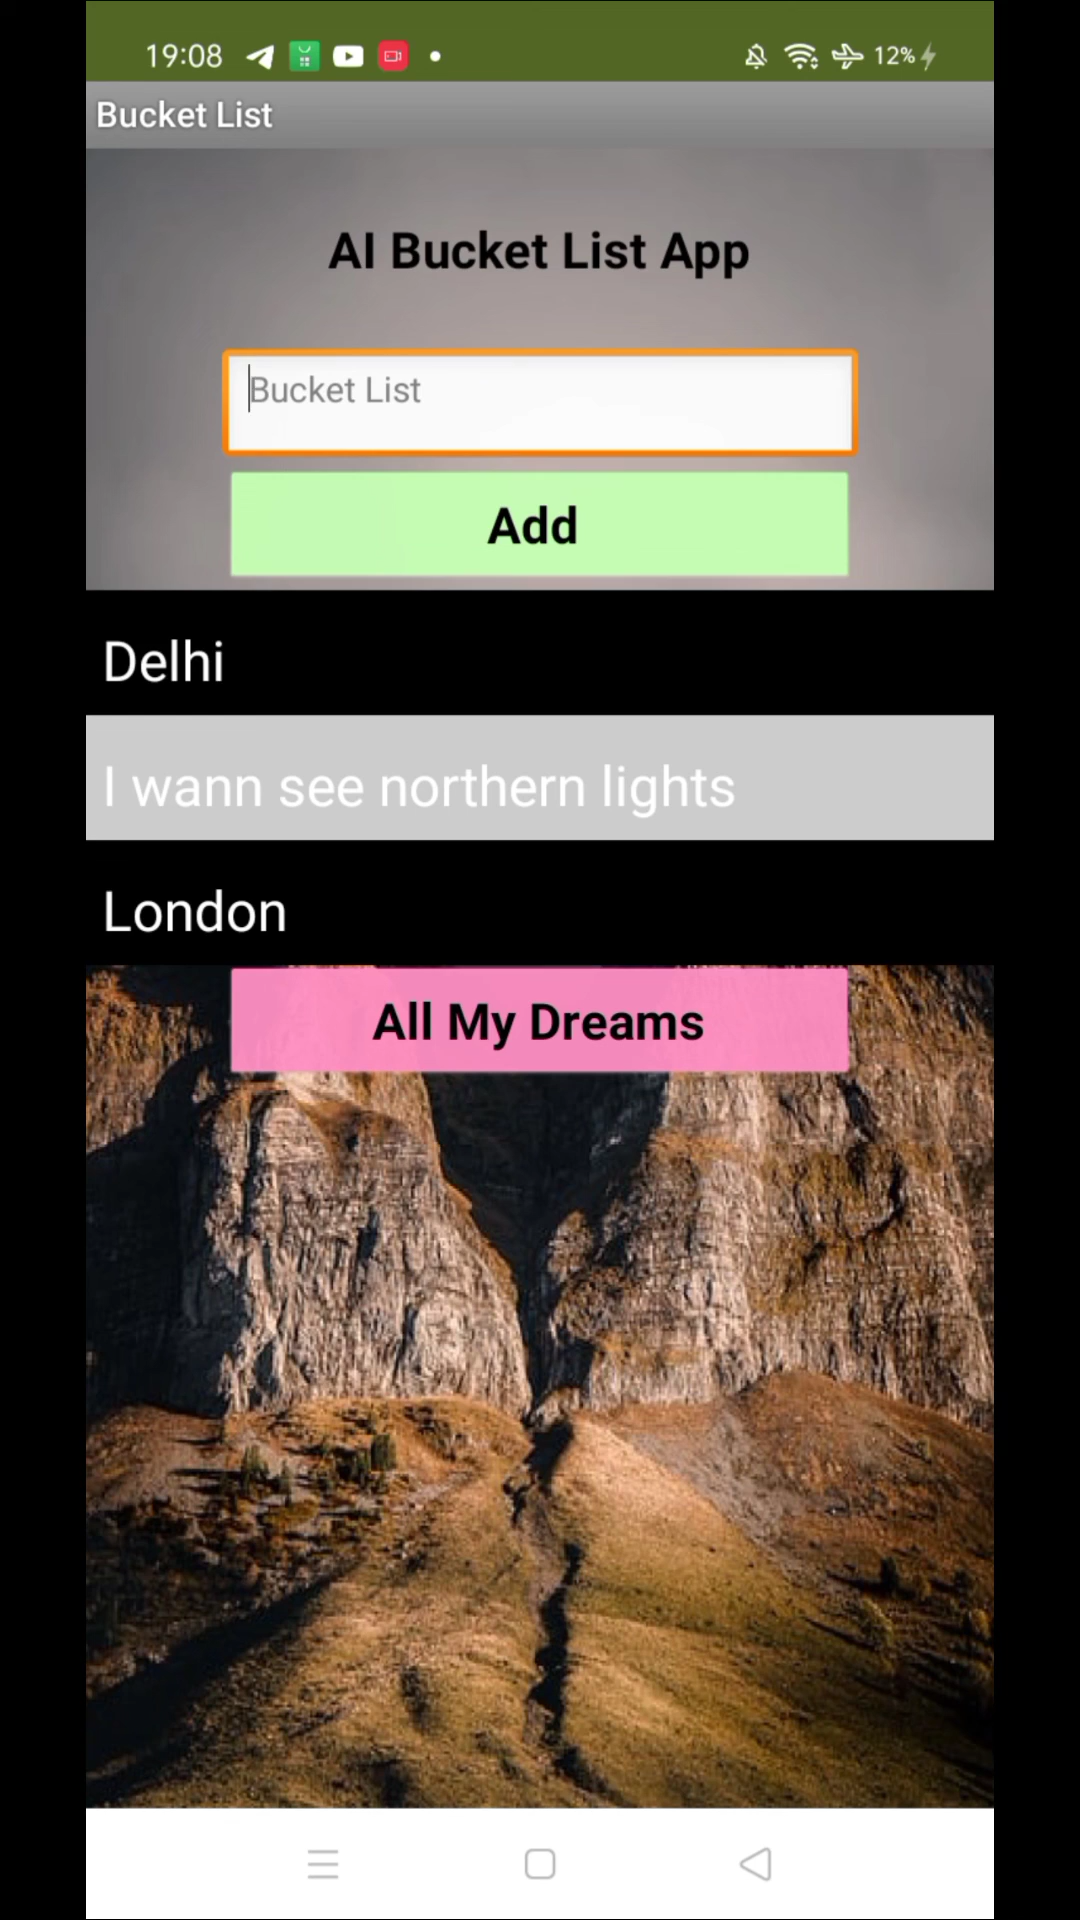 19:08
12%
Bucket List
AI Bucket List App
Bucket List
Add
Delhi
I wann see northern lights
London
All My Dreams